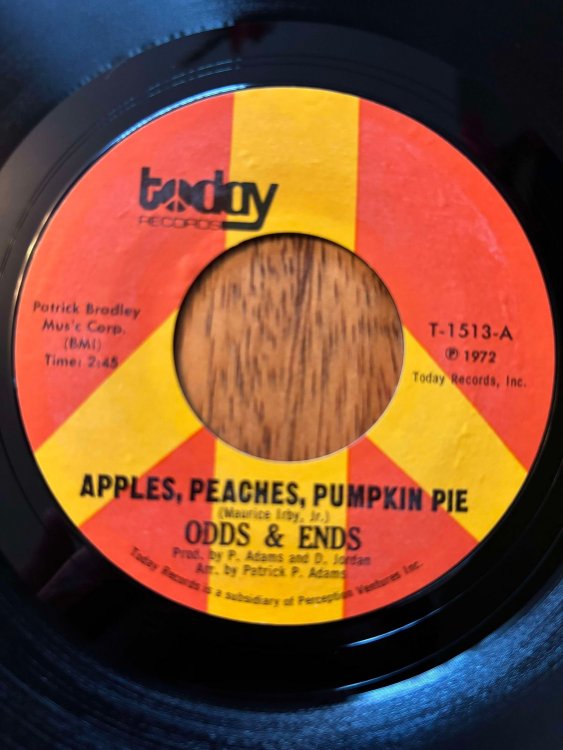 today
RECORDS
Patrick Bradley
Music Corp.
(BMI)
Time: 2:45
T-1513-A
℗ 1972
Today Records, Inc.
APPLES, PEACHES, PUMPKIN PIE
(Maurice Irby, Jr.)
ODDS & ENDS
Prod. by P. Adams and D. Jordan
Arr. by Patrick P. Adams
Today Records is a subsidiary of Perception Ventures Inc.